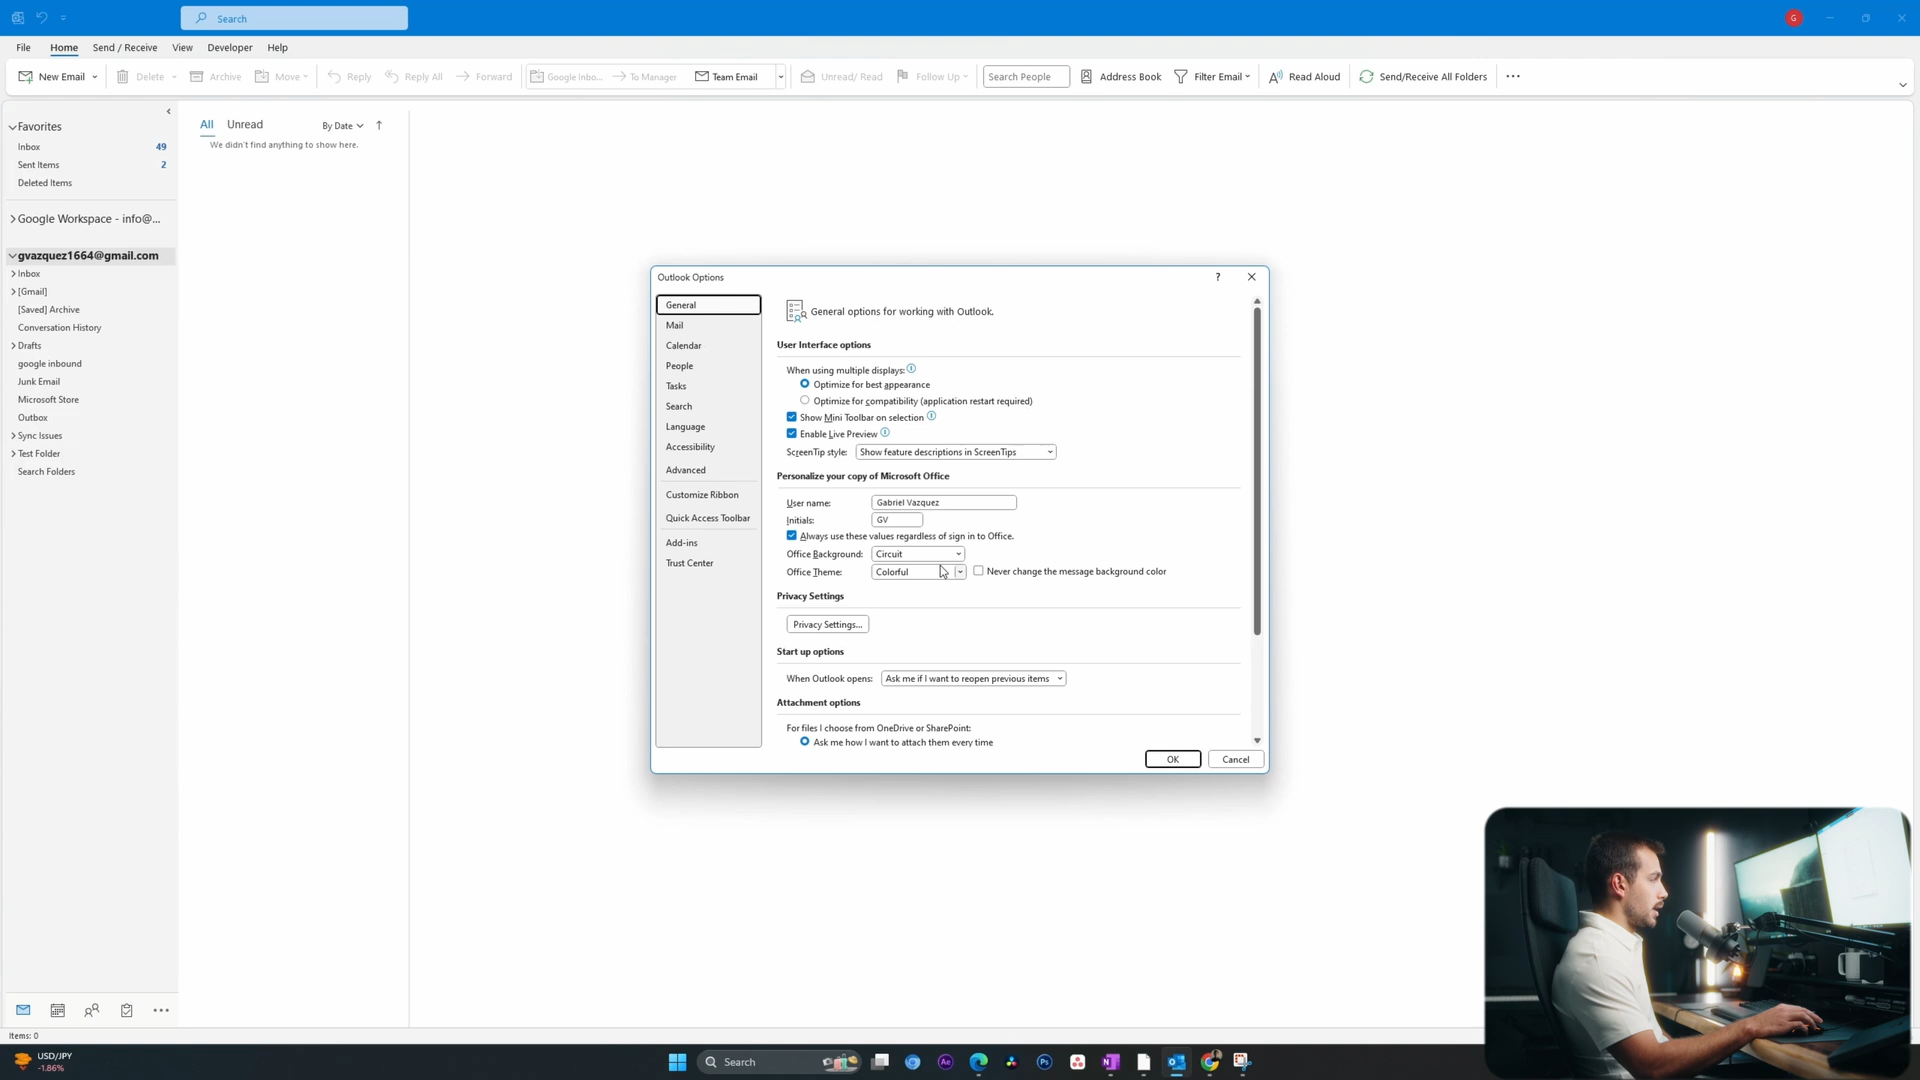 Search
G
File Home Send / Receive View Developer Help
New Email Delete Archive Move Reply Reply All Forward Google Inbo... To Manager Team Email Unread/ Read Follow Up Search People Address Book Filter Email Read Aloud Send/Receive All Folders ...
Favorites
Inbox 49
Sent Items 2
Deleted Items
Google Workspace - info@...
gvazquez1664@gmail.com
Inbox
[Gmail]
[Saved] Archive
Conversation History
Drafts
google inbound
Junk Email
Microsoft Store
Outbox
Sync Issues
Test Folder
Search Folders
All Unread By Date
We didn't find anything to show here.
Outlook Options ?
General
Mail
Calendar
People
Tasks
Search
Language
Accessibility
Advanced
Customize Ribbon
Quick Access Toolbar
Add-ins
Trust Center
General options for working with Outlook.
User Interface options
When using multiple displays:
Optimize for best appearance
Optimize for compatibility (application restart required)
Show Mini Toolbar on selection
Enable Live Preview
ScreenTip style: Show feature descriptions in ScreenTips
Personalize your copy of Microsoft Office
User name: Gabriel Vazquez
Initials: GV
Always use these values regardless of sign in to Office.
Office Background: Circuit
Office Theme: Colorful Never change the message background color
Privacy Settings
Privacy Settings...
Start up options
When Outlook opens: Ask me if I want to reopen previous items
Attachment options
For files I choose from OneDrive or SharePoint:
Ask me how I want to attach them every time
OK Cancel
Items: 0
USD/JPY
-1.86%
Search
Ae
Ps
N